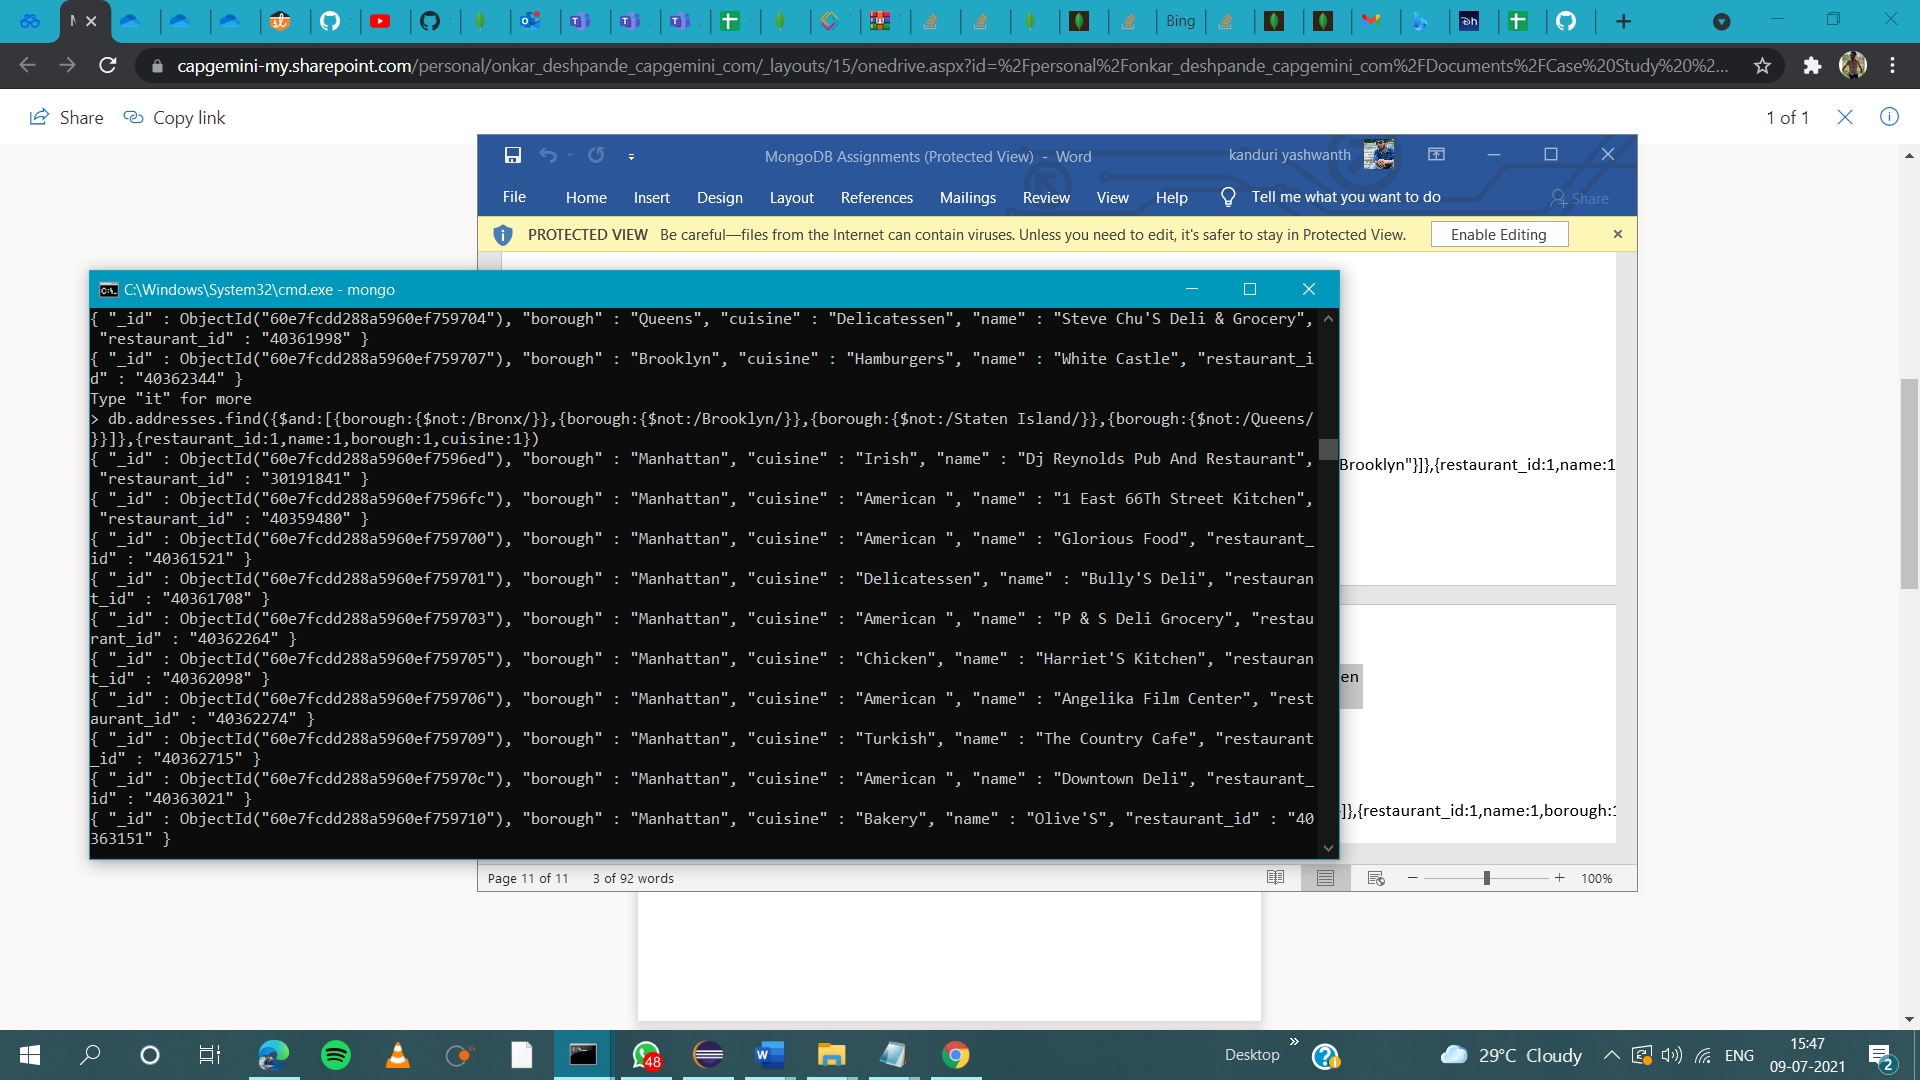 Bing
capgemini-my.sharepoint.com/personal/onkar_deshpande_capgemini_com/_layouts/15/onedrive.aspx?id=%2Fpersonal%2Fonkar_deshpande_capgemini_com%2FDocuments%2FCase%20Study%20%2...
Share
Copy link
1 of 1
MongoDB Assignments (Protected View) - Word
kanduri yashwanth
File Home Insert Design Layout References Mailings Review View Help Tell me what you want to do Share
PROTECTED VIEW Be careful—files from the Internet can contain viruses. Unless you need to edit, it's safer to stay in Protected View. Enable Editing
C:\Windows\System32\cmd.exe - mongo
{ "_id" : ObjectId("60e7fcdd288a5960ef759704"), "borough" : "Queens", "cuisine" : "Delicatessen", "name" : "Steve Chu'S Deli & Grocery",
"restaurant_id" : "40361998" }
{ "_id" : ObjectId("60e7fcdd288a5960ef759707"), "borough" : "Brooklyn", "cuisine" : "Hamburgers", "name" : "White Castle", "restaurant_i
d" : "40362344" }
Type "it" for more
> db.addresses.find({$and:[{borough:{$not:/Bronx/}},{borough:{$not:/Brooklyn/}},{borough:{$not:/Staten Island/}},{borough:{$not:/Queens/
}}]},{restaurant_id:1,name:1,borough:1,cuisine:1})
{ "_id" : ObjectId("60e7fcdd288a5960ef7596ed"), "borough" : "Manhattan", "cuisine" : "Irish", "name" : "Dj Reynolds Pub And Restaurant",
"restaurant_id" : "30191841" }
{ "_id" : ObjectId("60e7fcdd288a5960ef7596fc"), "borough" : "Manhattan", "cuisine" : "American ", "name" : "1 East 66Th Street Kitchen",
"restaurant_id" : "40359480" }
{ "_id" : ObjectId("60e7fcdd288a5960ef759700"), "borough" : "Manhattan", "cuisine" : "American ", "name" : "Glorious Food", "restaurant_
id" : "40361521" }
{ "_id" : ObjectId("60e7fcdd288a5960ef759701"), "borough" : "Manhattan", "cuisine" : "Delicatessen", "name" : "Bully'S Deli", "restauran
t_id" : "40361708" }
{ "_id" : ObjectId("60e7fcdd288a5960ef759703"), "borough" : "Manhattan", "cuisine" : "American ", "name" : "P & S Deli Grocery", "restau
rant_id" : "40362264" }
{ "_id" : ObjectId("60e7fcdd288a5960ef759705"), "borough" : "Manhattan", "cuisine" : "Chicken", "name" : "Harriet'S Kitchen", "restauran
t_id" : "40362098" }
{ "_id" : ObjectId("60e7fcdd288a5960ef759706"), "borough" : "Manhattan", "cuisine" : "American ", "name" : "Angelika Film Center", "rest
aurant_id" : "40362274" }
{ "_id" : ObjectId("60e7fcdd288a5960ef759709"), "borough" : "Manhattan", "cuisine" : "Turkish", "name" : "The Country Cafe", "restaurant
_id" : "40362715" }
{ "_id" : ObjectId("60e7fcdd288a5960ef75970c"), "borough" : "Manhattan", "cuisine" : "American ", "name" : "Downtown Deli", "restaurant_
id" : "40363021" }
{ "_id" : ObjectId("60e7fcdd288a5960ef759710"), "borough" : "Manhattan", "cuisine" : "Bakery", "name" : "Olive'S", "restaurant_id" : "40
363151" }
Brooklyn"}]},{restaurant_id:1,name:1
en
]},{restaurant_id:1,name:1,borough:1
Page 11 of 11 3 of 92 words 100%
48
Desktop
29°C Cloudy
ENG
15:47
09-07-2021
2